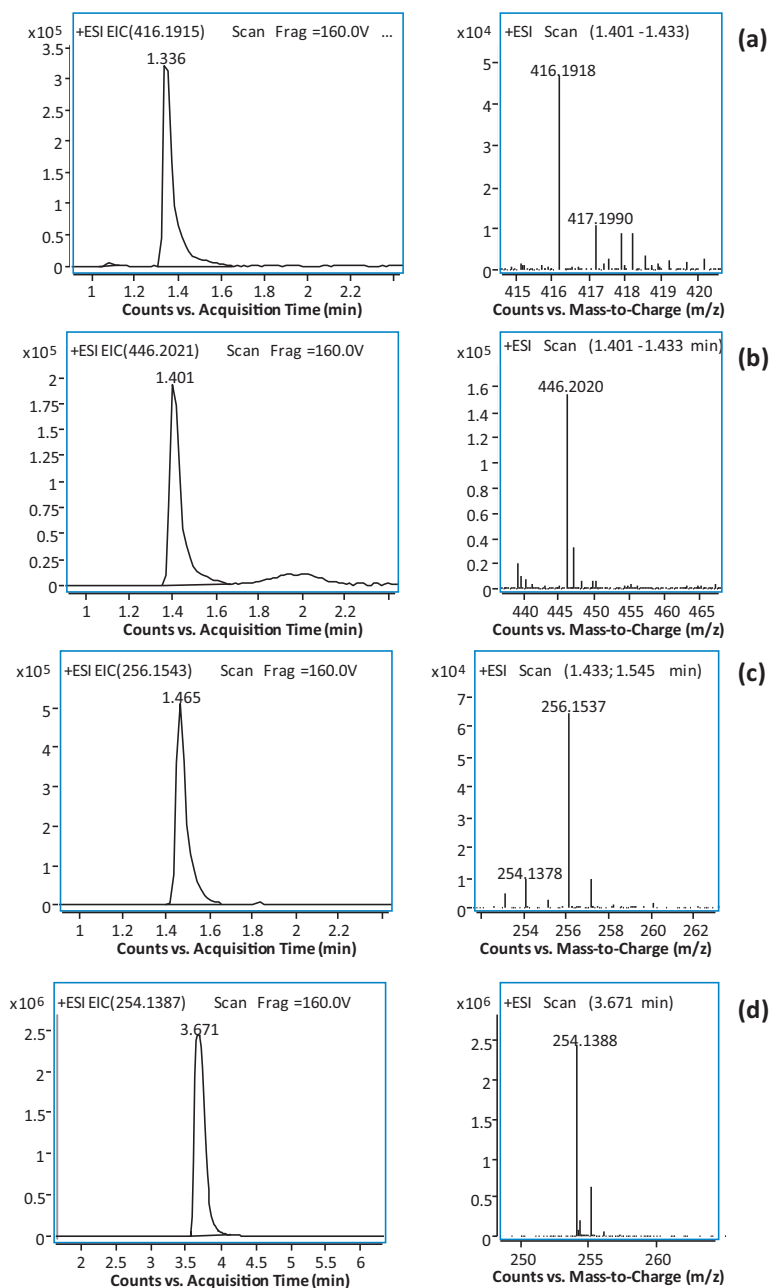 x10⁵ +ESI EIC(416.1915) Scan Frag =160.0V ...
1.336
3.5
3
2.5
2
1.5
1
0.5
0
1 1.2 1.4 1.6 1.8 2 2.2
Counts vs. Acquisition Time (min)
x10⁴ +ESI Scan (1.401 -1.433)
(a)
416.1918
417.1990
5
4
3
2
1
0
415 416 417 418 419 420
Counts vs. Mass-to-Charge (m/z)
x10⁵ +ESI EIC(446.2021) Scan Frag =160.0V
1.401
2
1.75
1.5
1.25
1
0.75
0.5
0.25
0
1 1.2 1.4 1.6 1.8 2 2.2
Counts vs. Acquisition Time (min)
x10⁵ +ESI Scan (1.401 -1.433 min)
(b)
446.2020
1.6
1.4
1.2
1
0.8
0.6
0.4
0.2
0
440 445 450 455 460 465
Counts vs. Mass-to-Charge (m/z)
x10⁵ +ESI EIC(256.1543) Scan Frag =160.0V
1.465
5
4
3
2
1
0
1 1.2 1.4 1.6 1.8 2 2.2
Counts vs. Acquisition Time (min)
x10⁴ +ESI Scan (1.433; 1.545 min)
(c)
256.1537
254.1378
7
6
5
4
3
2
1
0
254 256 258 260 262
Counts vs. Mass-to-Charge (m/z)
x10⁶ +ESI EIC(254.1387) Scan Frag =160.0V
3.671
2.5
2
1.5
1
0.5
0
2 2.5 3 3.5 4 4.5 5 5.5 6
Counts vs. Acquisition Time (min)
x10⁶ +ESI Scan (3.671 min)
(d)
254.1388
2.5
2
1.5
1
0.5
0
250 255 260
Counts vs. Mass-to-Charge (m/z)